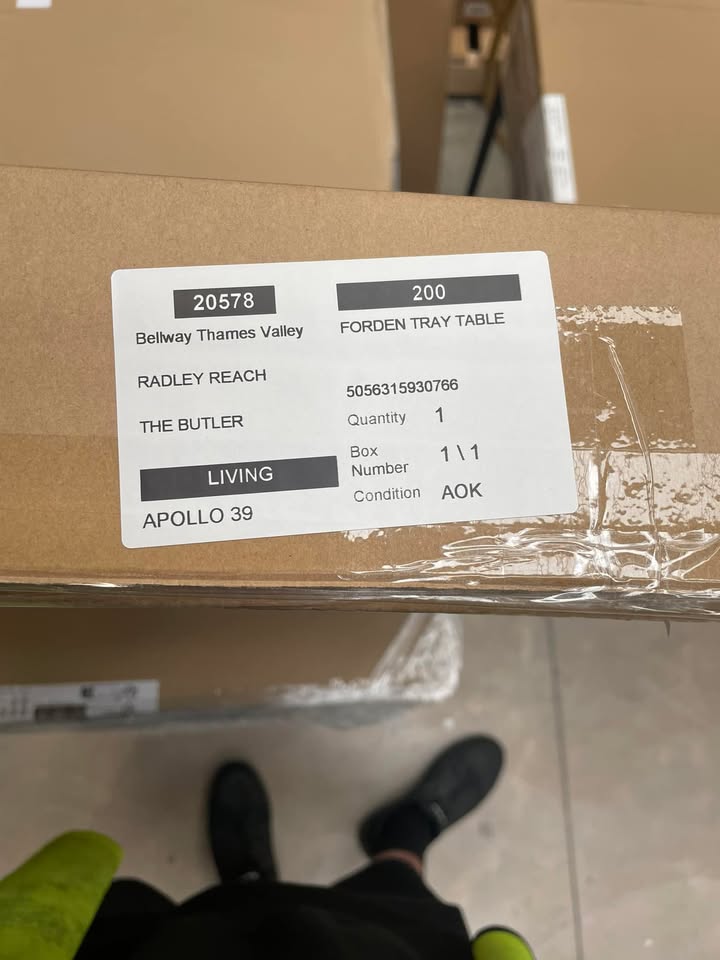 20578
Bellway Thames Valley
RADLEY REACH
THE BUTLER
LIVING
APOLLO 39
200
FORDEN TRAY TABLE
5056315930766
Quantity 1
Box Number 1 \ 1
Condition AOK